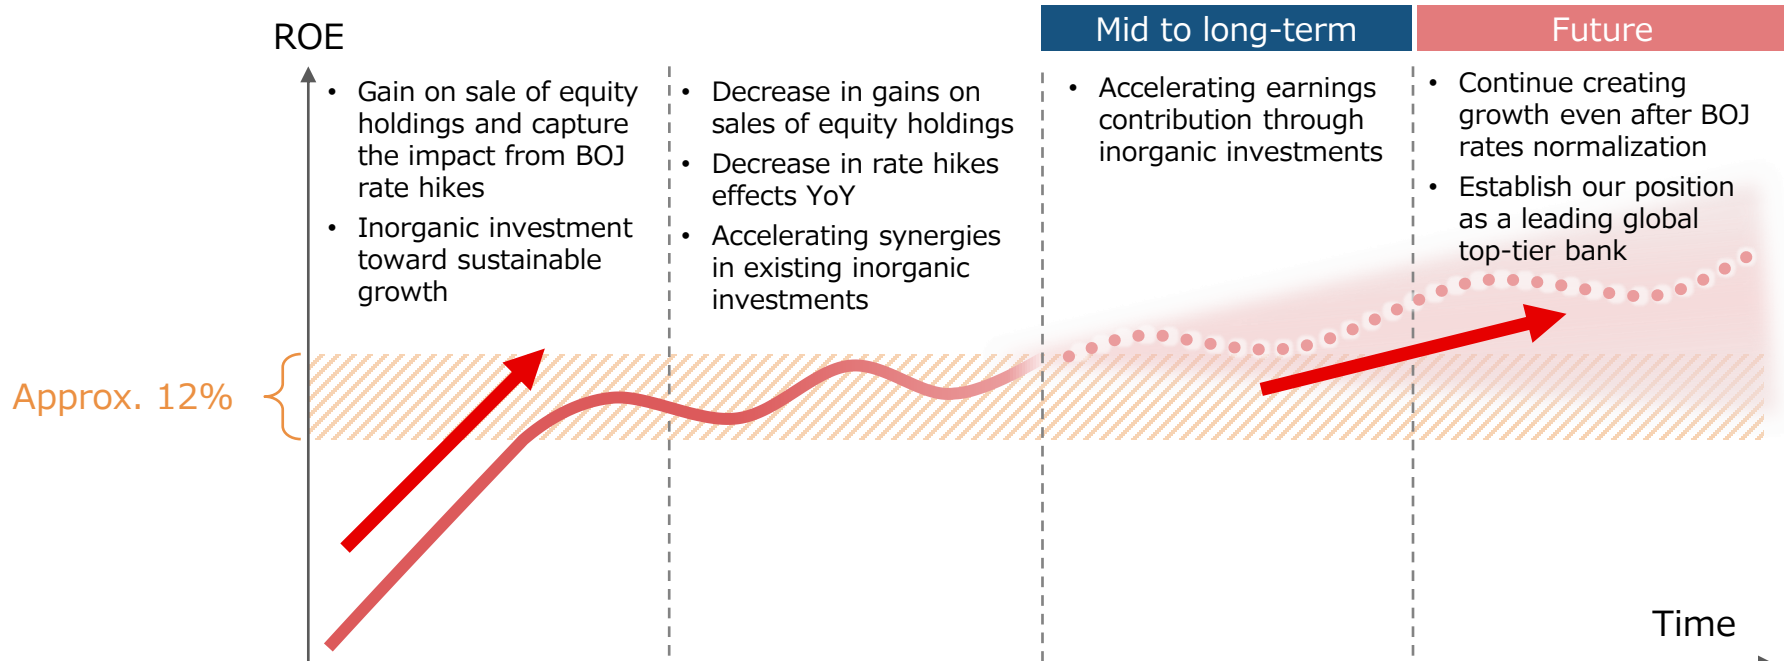 ROE
Mid to long-term
Future
• Gain on sale of equity
holdings and capture
the impact from BOJ
rate hikes
• Inorganic investment
toward sustainable
growth
• Decrease in gains on
sales of equity holdings
• Decrease in rate hikes
effects YoY
• Accelerating synergies
in existing inorganic
investments
• Accelerating earnings
contribution through
inorganic investments
• Continue creating
growth even after BOJ
rates normalization
• Establish our position
as a leading global
top-tier bank
Approx. 12%
Time